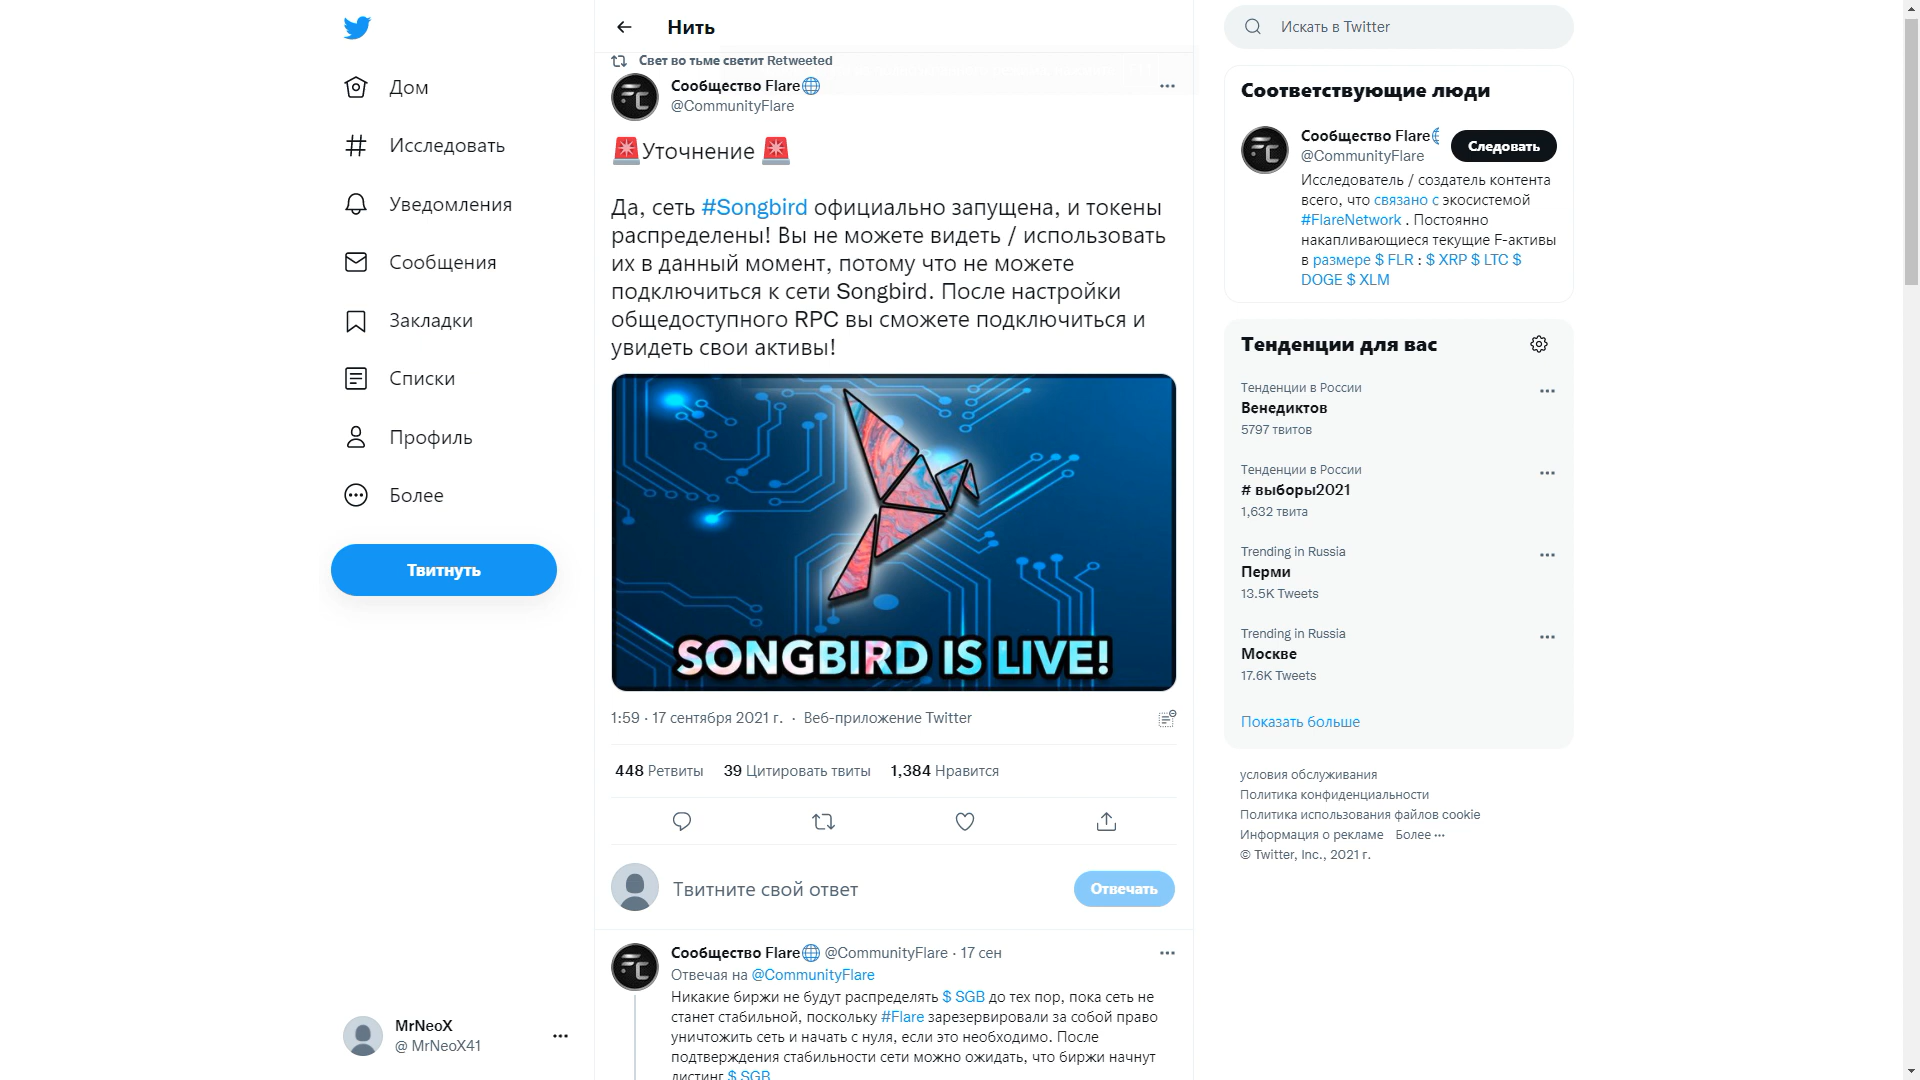 Дом
Исследовать
Уведомления
Сообщения
Закладки
Списки
Профиль
Более
Твитнуть
MrNeoX
@ MrNeoX41
Нить
Свет во тьме светит Retweeted
Сообщество Flare
@CommunityFlare
Уточнение
Да, сеть #Songbird официально запущена, и токены
распределены! Вы не можете видеть / использовать
их в данный момент, потому что не можете
подключиться к сети Songbird. После настройки
общедоступного RPC вы сможете подключиться и
увидеть свои активы!
SONGBIRD IS LIVE!
1:59 · 17 сентября 2021 г. · Веб-приложение Twitter
448 Ретвиты 39 Цитировать твиты 1,384 Нравится
Твитните свой ответ
Отвечать
Сообщество Flare @CommunityFlare · 17 сен
Отвечая на @CommunityFlare
Никакие биржи не будут распределять $ SGB до тех пор, пока сеть не
станет стабильной, поскольку #Flare зарезервировали за собой право
уничтожить сеть и начать с нуля, если это необходимо. После
подтверждения стабильности сети можно ожидать, что биржи начнут
листинг $ SGB
Искать в Twitter
Соответствующие люди
Сообщество Flare
@CommunityFlare
Следовать
Исследователь / создатель контента
всего, что связано с экосистемой
#FlareNetwork . Постоянно
накапливающиеся текущие F-активы
в размере $ FLR : $ XRP $ LTC $
DOGE $ XLM
Тенденции для вас
Тенденции в России
Венедиктов
5797 твитов
Тенденции в России
# выборы2021
1,632 твита
Trending in Russia
Перми
13.5K Tweets
Trending in Russia
Москве
17.6K Tweets
Показать больше
условия обслуживания
Политика конфиденциальности
Политика использования файлов cookie
Информация о рекламе Более ···
© Twitter, Inc., 2021 г.